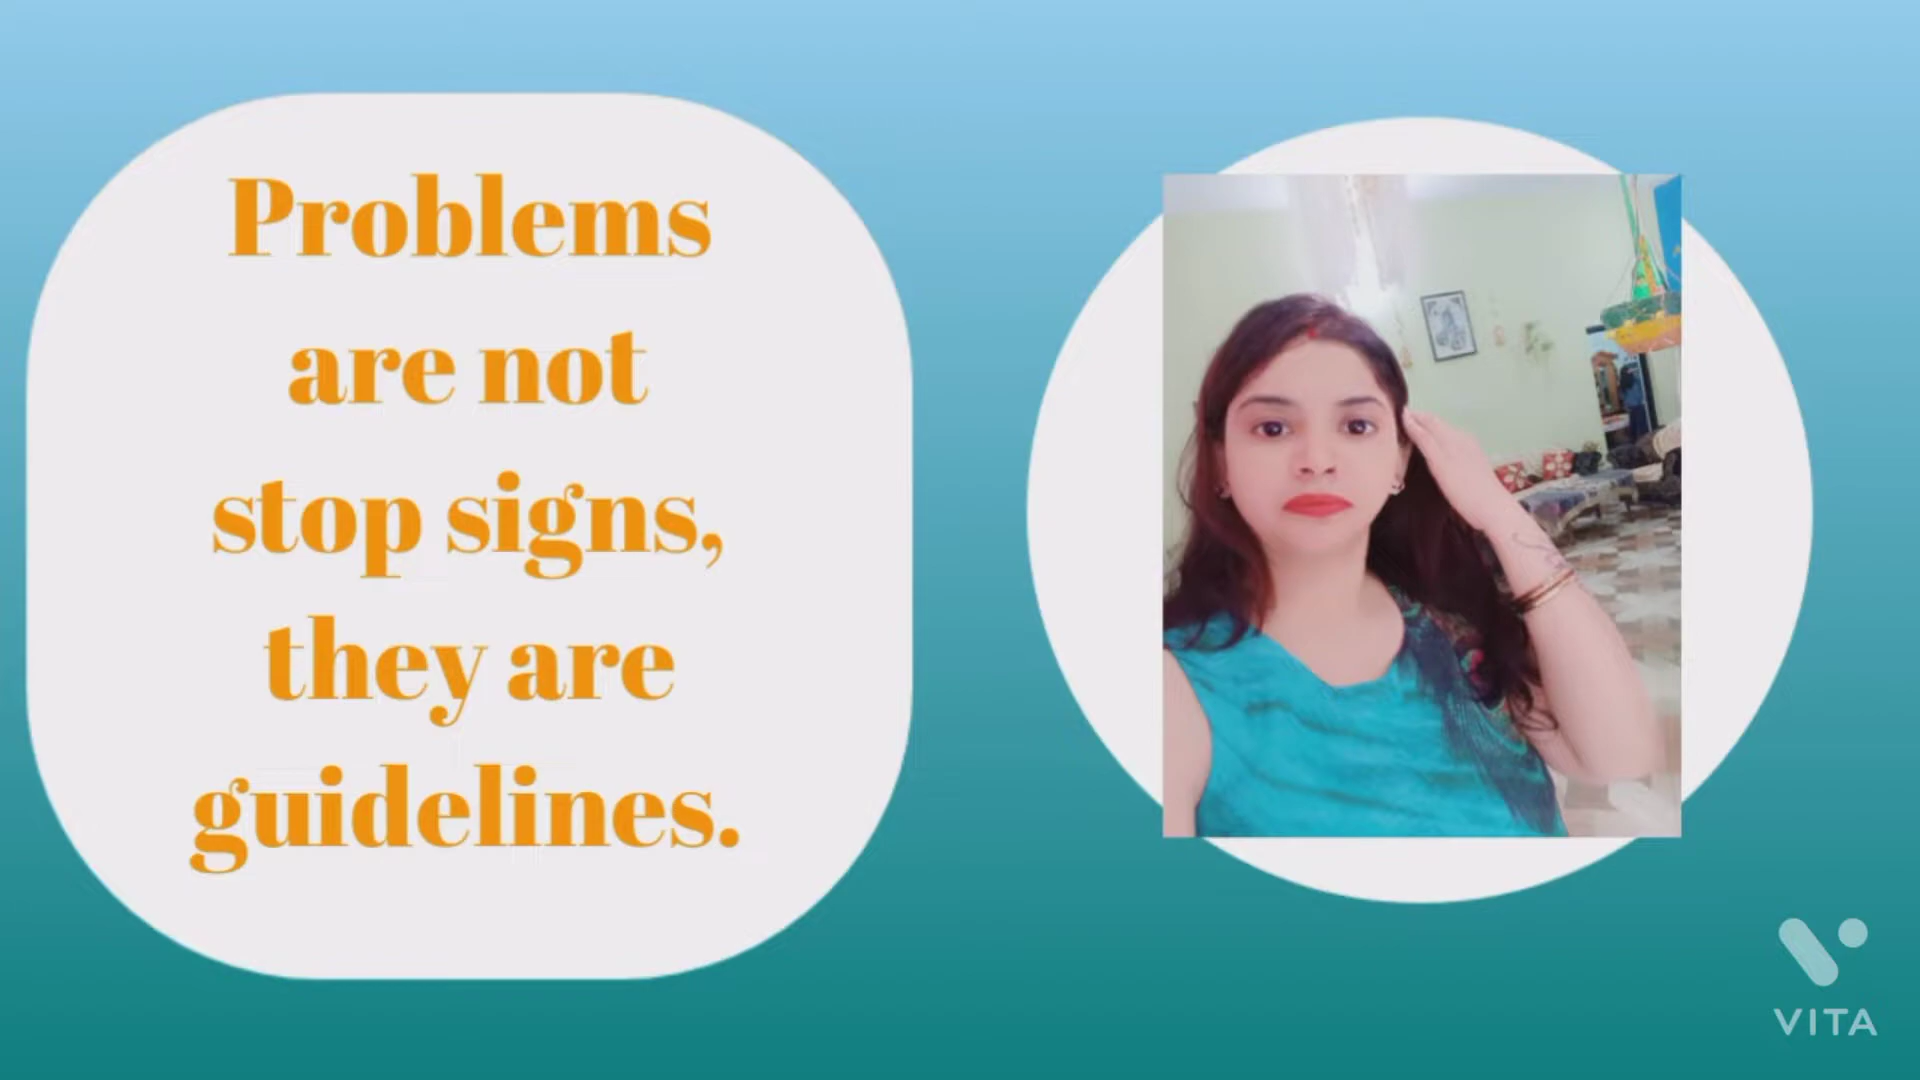 Problems
are not
stop signs,
they are
guidelines.
VITA